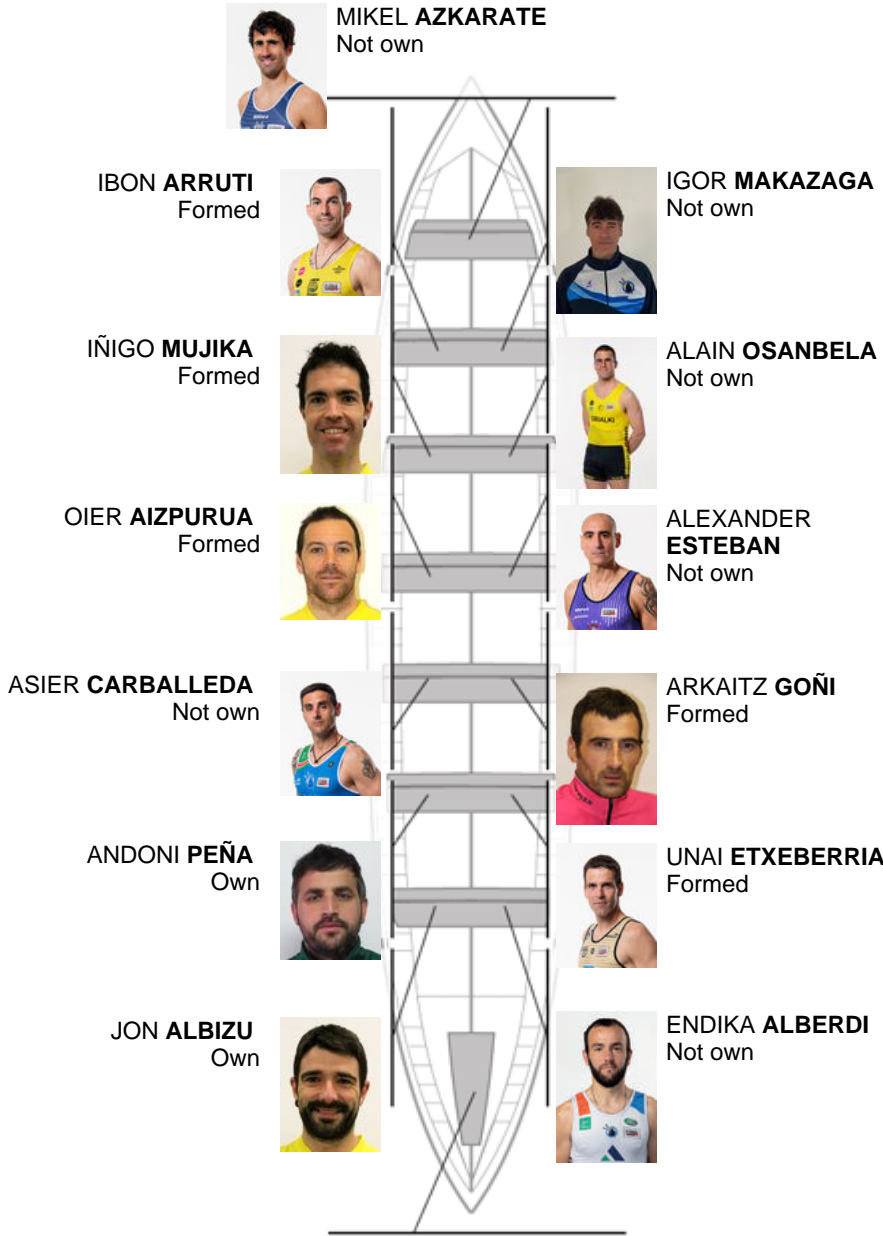 MIKEL AZKARATE
Not own
IBON ARRUTI
Formed
IGOR MAKAZAGA
Not own
IÑIGO MUJIKA
Formed
ALAIN OSANBELA
Not own
OIER AIZPURUA
Formed
ALEXANDER
ESTEBAN
Not own
ASIER CARBALLEDA
Not own
ARKAITZ GOÑI
Formed
ANDONI PEÑA
Own
UNAI ETXEBERRIA
Formed
JON ALBIZU
Own
ENDIKA ALBERDI
Not own